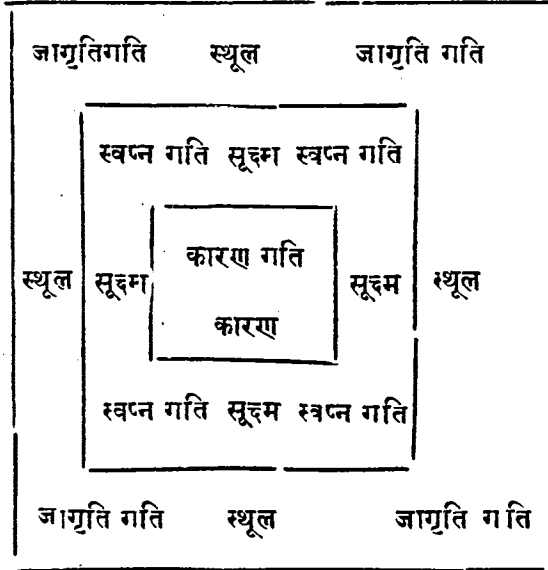 जागृतिगति स्थूल जागृति गति
स्वप्न गति सूक्ष्म स्वप्न गति
कारण गति
स्थूल सूक्ष्म सूक्ष्म स्थूल
कारण
स्वप्न गति सूक्ष्म स्वप्न गति
जागृति गति स्थूल जागृति गति